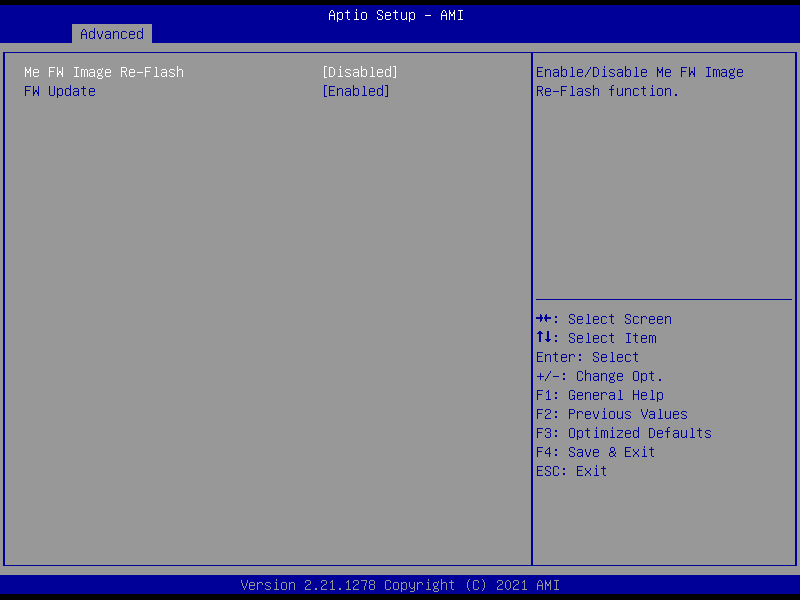 Aptio Setup – AMI
Advanced
Me FW Image Re–Flash [Disabled]
FW Update [Enabled]
Enable/Disable Me FW Image
Re–Flash function.
→←: Select Screen
↑↓: Select Item
Enter: Select
+/–: Change Opt.
F1: General Help
F2: Previous Values
F3: Optimized Defaults
F4: Save & Exit
ESC: Exit
Version 2.21.1278 Copyright (C) 2021 AMI